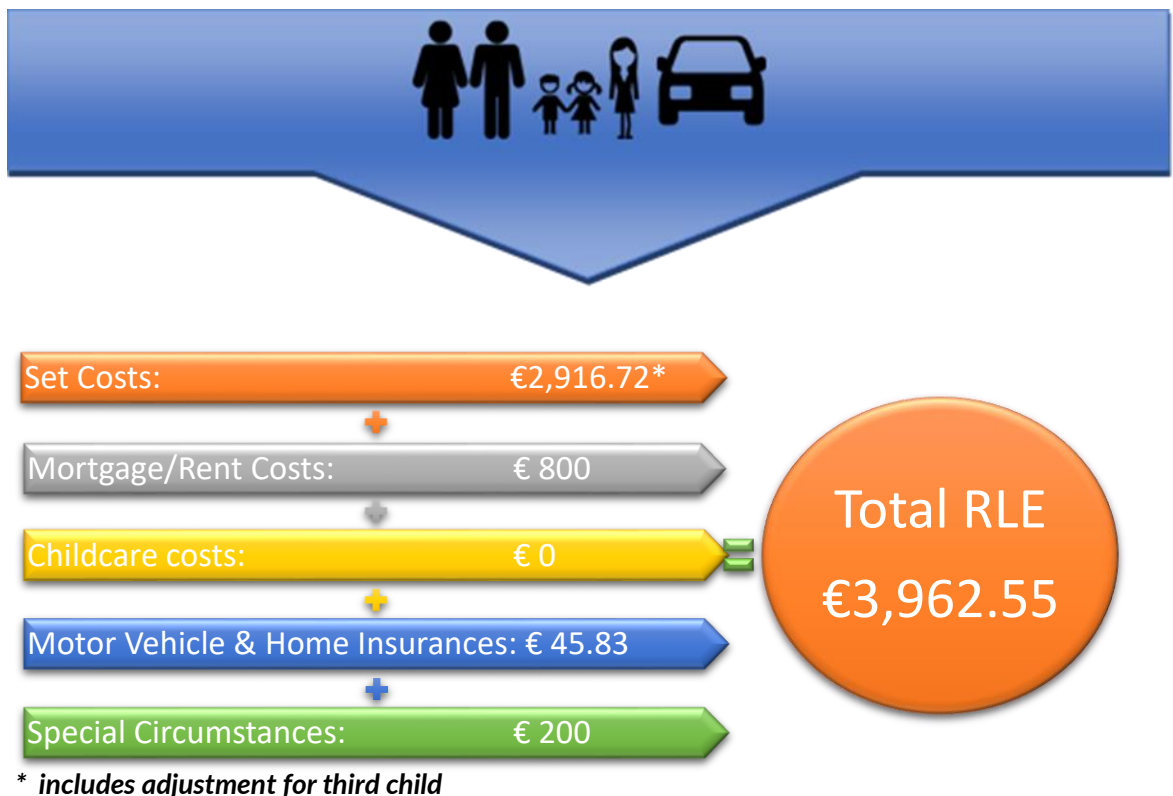 Set Costs: €2,916.72*
Mortgage/Rent Costs: € 800
Childcare costs: € 0
Motor Vehicle & Home Insurances: € 45.83
Special Circumstances: € 200
Total RLE
€3,962.55
* includes adjustment for third child